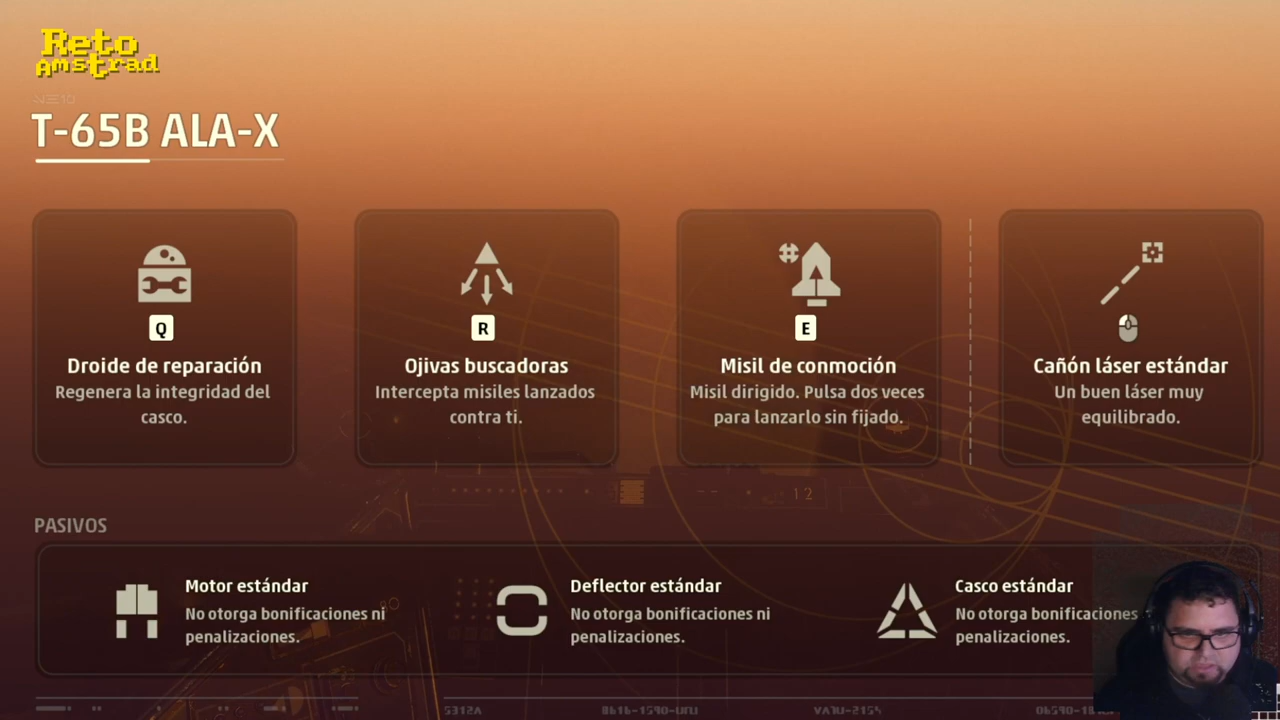 Reto
Amstrad
T-65B ALA-X
Q
R
E
Droide de reparación
Regenera la integridad del
casco.
Ojivas buscadoras
Intercepta misiles lanzados
contra ti.
Misil de conmoción
Misil dirigido. Pulsa dos veces
para lanzarlo sin fijado.
Cañón láser estándar
Un buen láser muy
equilibrado.
12
PASIVOS
Motor estándar
No otorga bonificaciones ni
penalizaciones.
Deflector estándar
No otorga bonificaciones ni
penalizaciones.
Casco estándar
No otorga bonificaciones
penalizaciones.